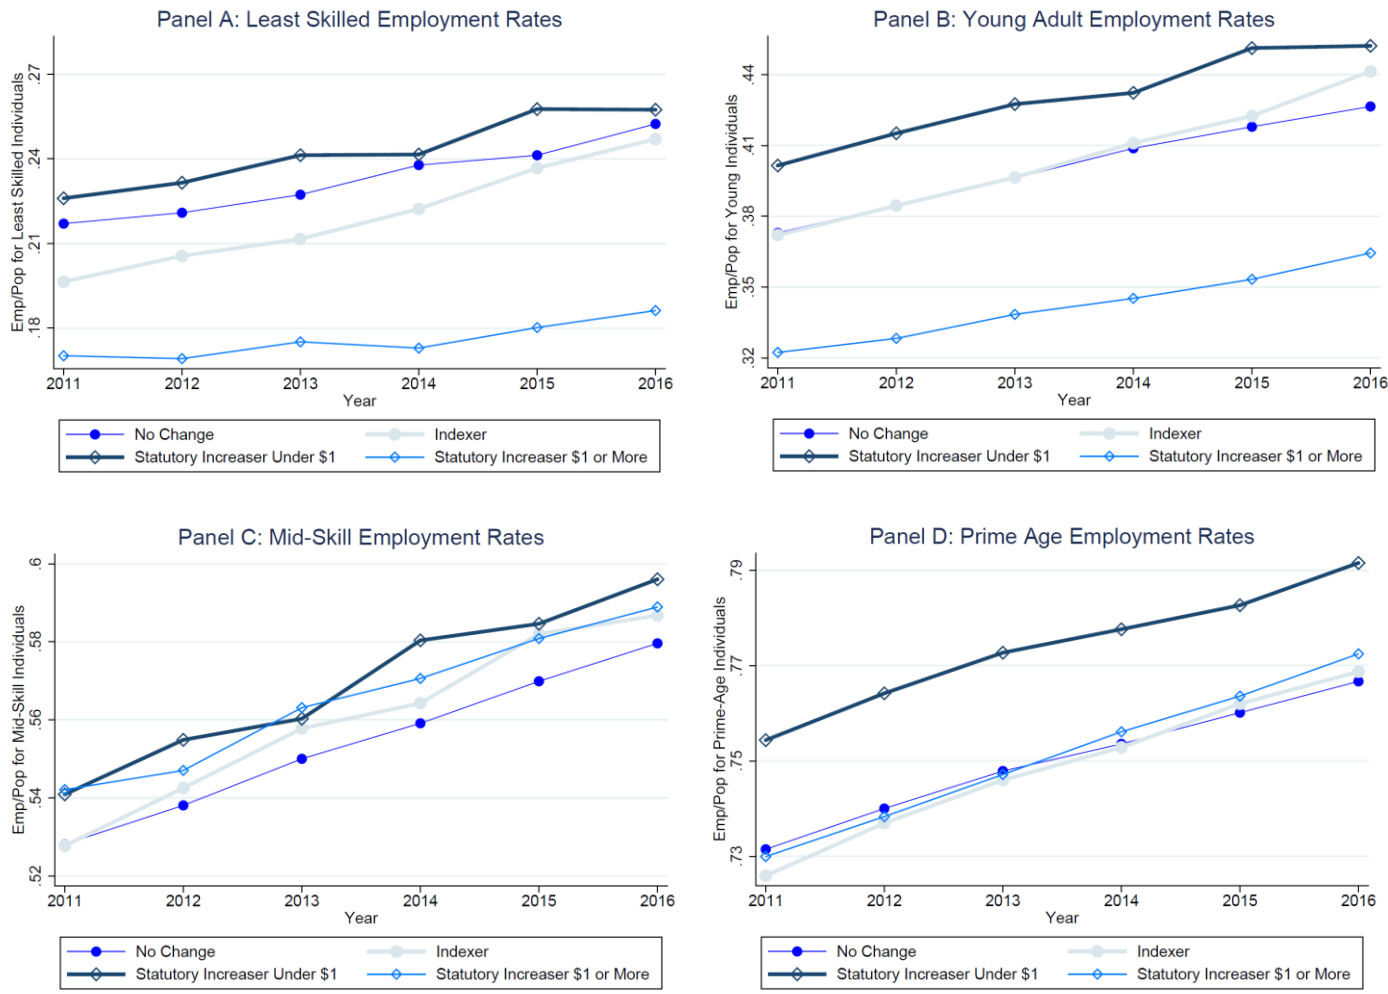 Panel A: Least Skilled Employment Rates
Emp/Pop for Least Skilled Individuals
.27
.24
.21
.18
2011 2012 2013 2014 2015 2016
Year
No Change
Indexer
Statutory Increaser Under $1
Statutory Increaser $1 or More
Panel B: Young Adult Employment Rates
Emp/Pop for Young Individuals
.44
.41
.38
.35
.32
2011 2012 2013 2014 2015 2016
Year
No Change
Indexer
Statutory Increaser Under $1
Statutory Increaser $1 or More
Panel C: Mid-Skill Employment Rates
Emp/Pop for Mid-Skill Individuals
.6
.58
.56
.54
.52
2011 2012 2013 2014 2015 2016
Year
No Change
Indexer
Statutory Increaser Under $1
Statutory Increaser $1 or More
Panel D: Prime Age Employment Rates
Emp/Pop for Prime-Age Individuals
.79
.77
.75
.73
2011 2012 2013 2014 2015 2016
Year
No Change
Indexer
Statutory Increaser Under $1
Statutory Increaser $1 or More